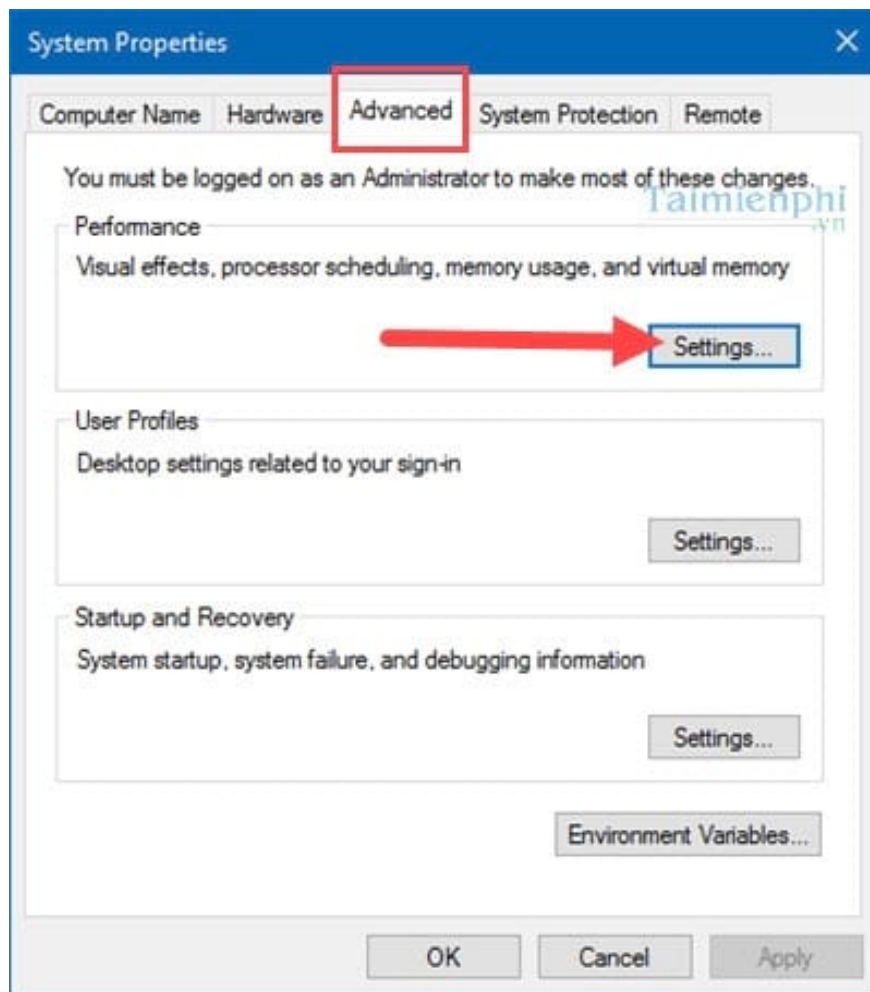 System Properties
Computer Name Hardware Advanced System Protection Remote
You must be logged on as an Administrator to make most of these changes.
Taimienphi
.vn
Performance
Visual effects, processor scheduling, memory usage, and virtual memory
Settings...
User Profiles
Desktop settings related to your sign-in
Settings...
Startup and Recovery
System startup, system failure, and debugging information
Settings...
Environment Variables...
OK Cancel Apply